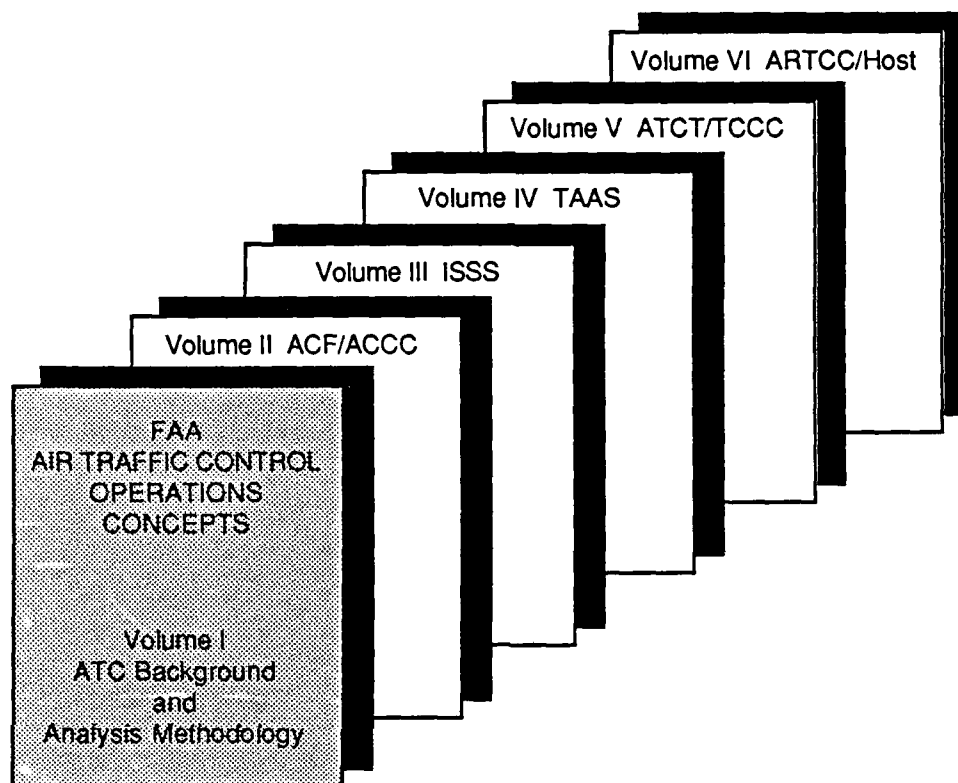 Volume VI ARTCC/Host
Volume V ATCT/TCCC
Volume IV TAAS
Volume III ISSS
Volume II ACF/ACCC
FAA
AIR TRAFFIC CONTROL
OPERATIONS
CONCEPTS
Volume I
ATC Background
and
Analysis Methodology